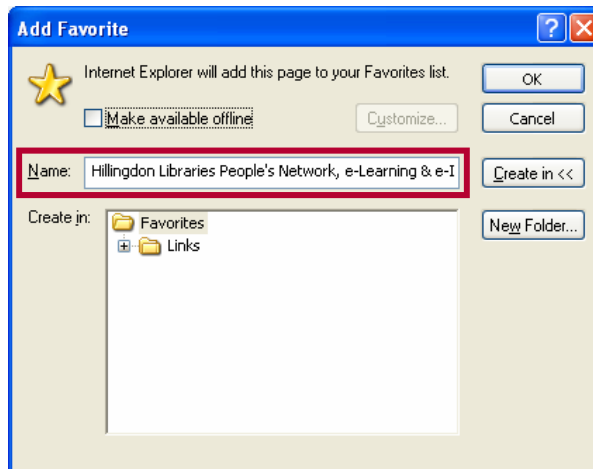 Add Favorite
Internet Explorer will add this page to your Favorites list.
OK
Make available offline
Customize...
Cancel
Name: Hillingdon Libraries People's Network, e-Learning & e-I
Create in <<
Create in:
Favorites
New Folder...
Links